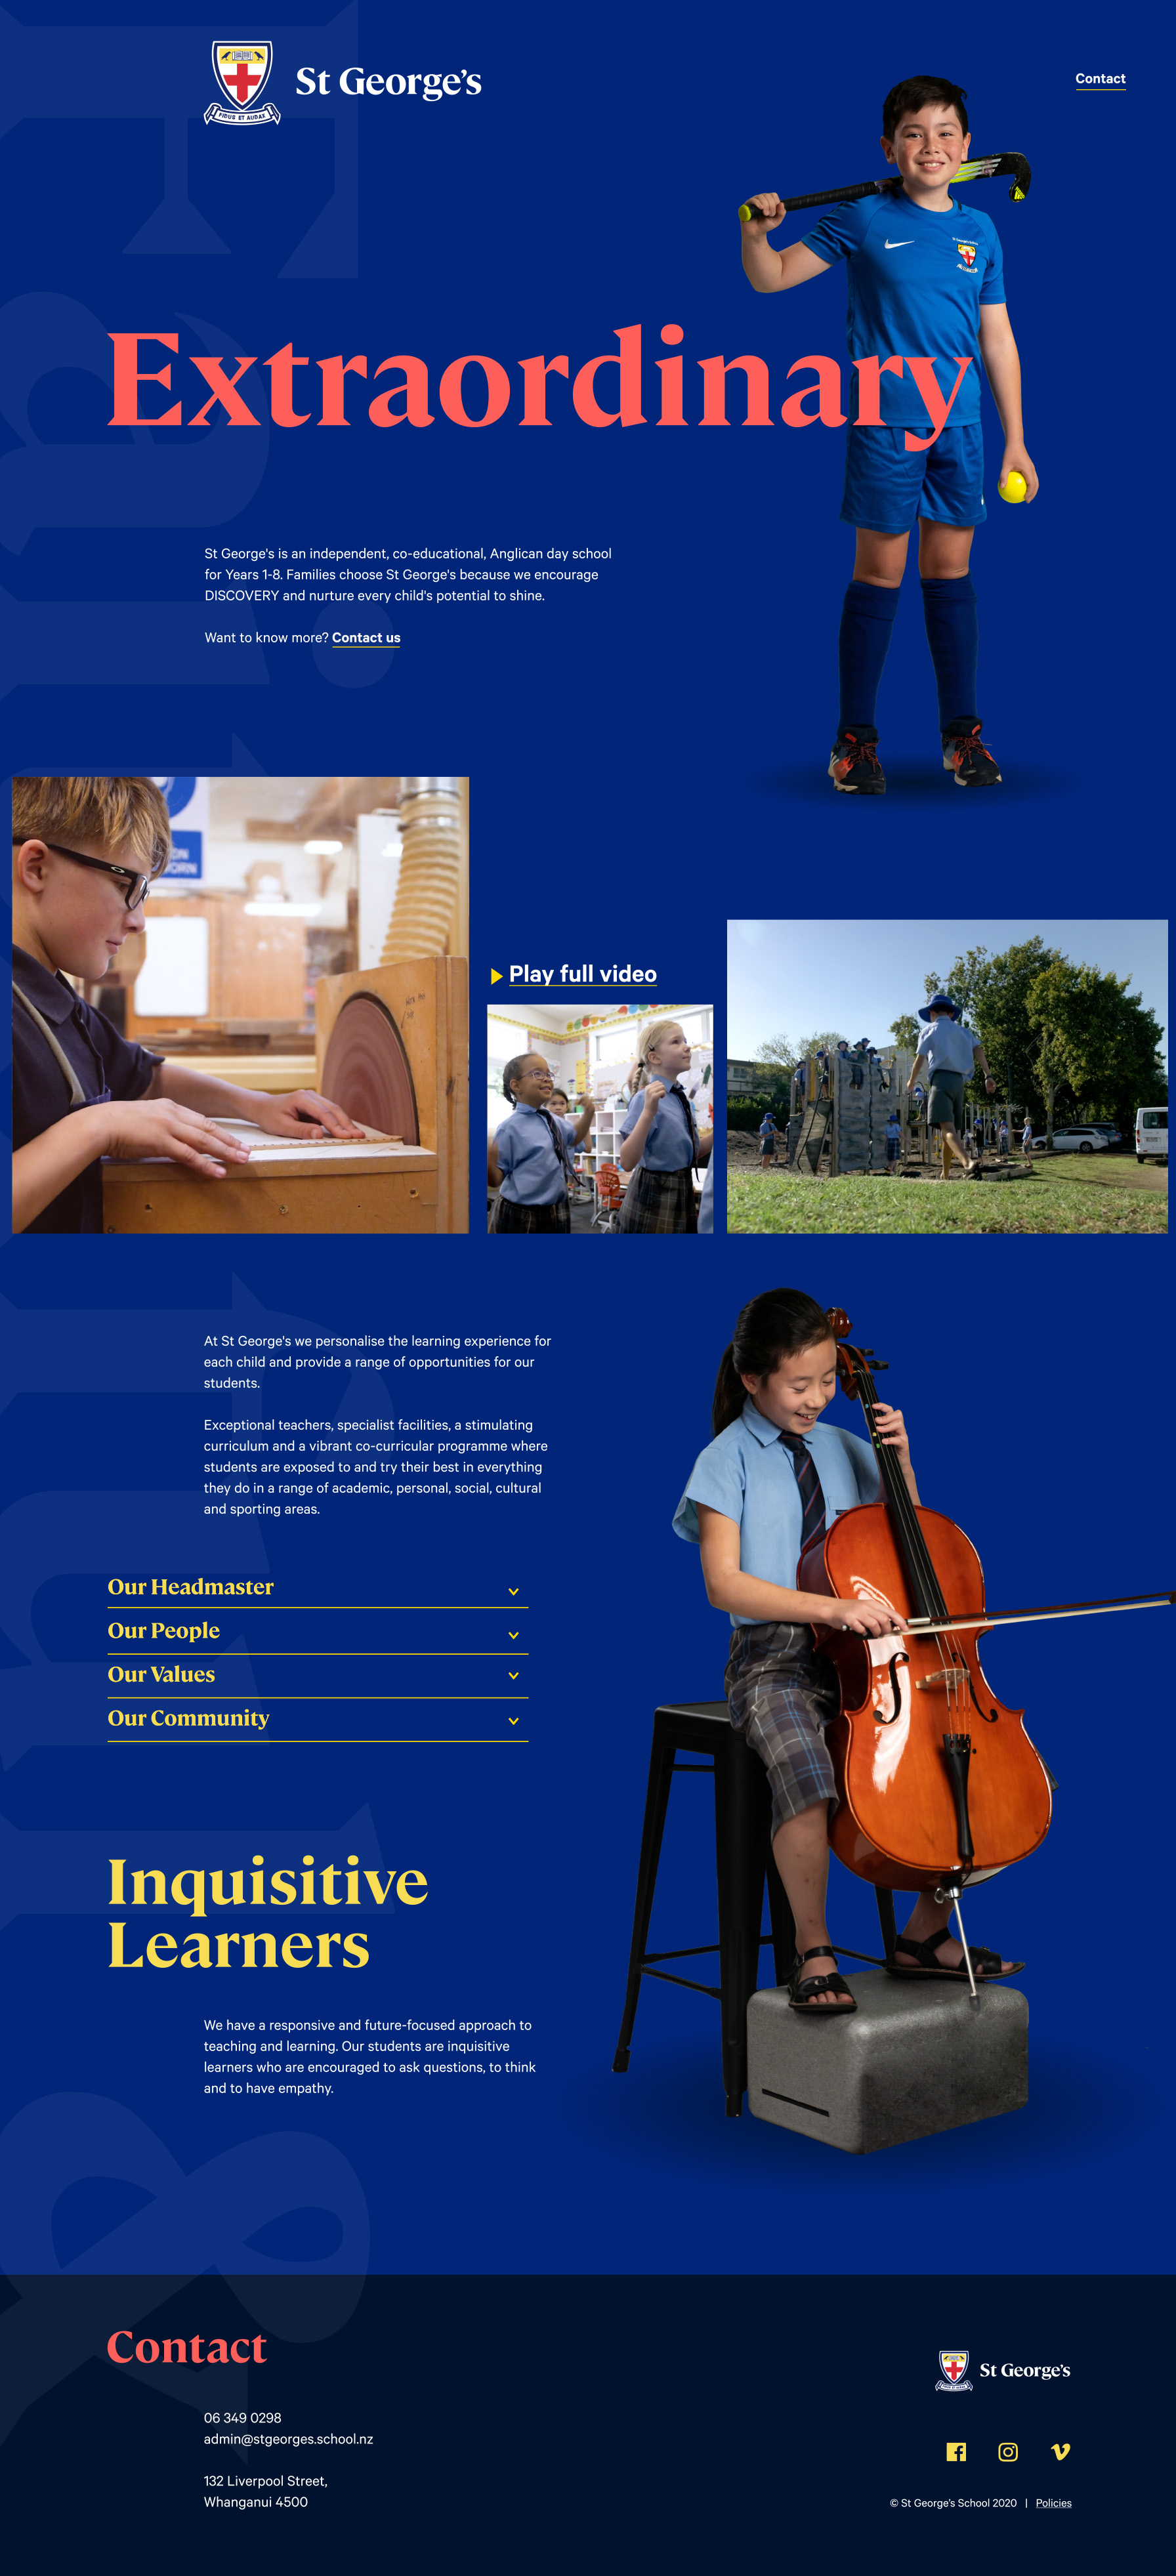 FIDUS ET AUDAX
St George's
Contact
Extraordinary
St George's is an independent, co-educational, Anglican day school
for Years 1-8. Families choose St George's because we encourage
DISCOVERY and nurture every child's potential to shine.
Want to know more? Contact us
Play full video
At St George's we personalise the learning experience for
each child and provide a range of opportunities for our
students.
Exceptional teachers, specialist facilities, a stimulating
curriculum and a vibrant co-curricular programme where
students are exposed to and try their best in everything
they do in a range of academic, personal, social, cultural
and sporting areas.
Our Headmaster
Our People
Our Values
Our Community
Inquisitive
Learners
We have a responsive and future-focused approach to
teaching and learning. Our students are inquisitive
learners who are encouraged to ask questions, to think
and to have empathy.
Contact
06 349 0298
admin@stgeorges.school.nz
132 Liverpool Street,
Whanganui 4500
St George's
© St George's School 2020 | Policies